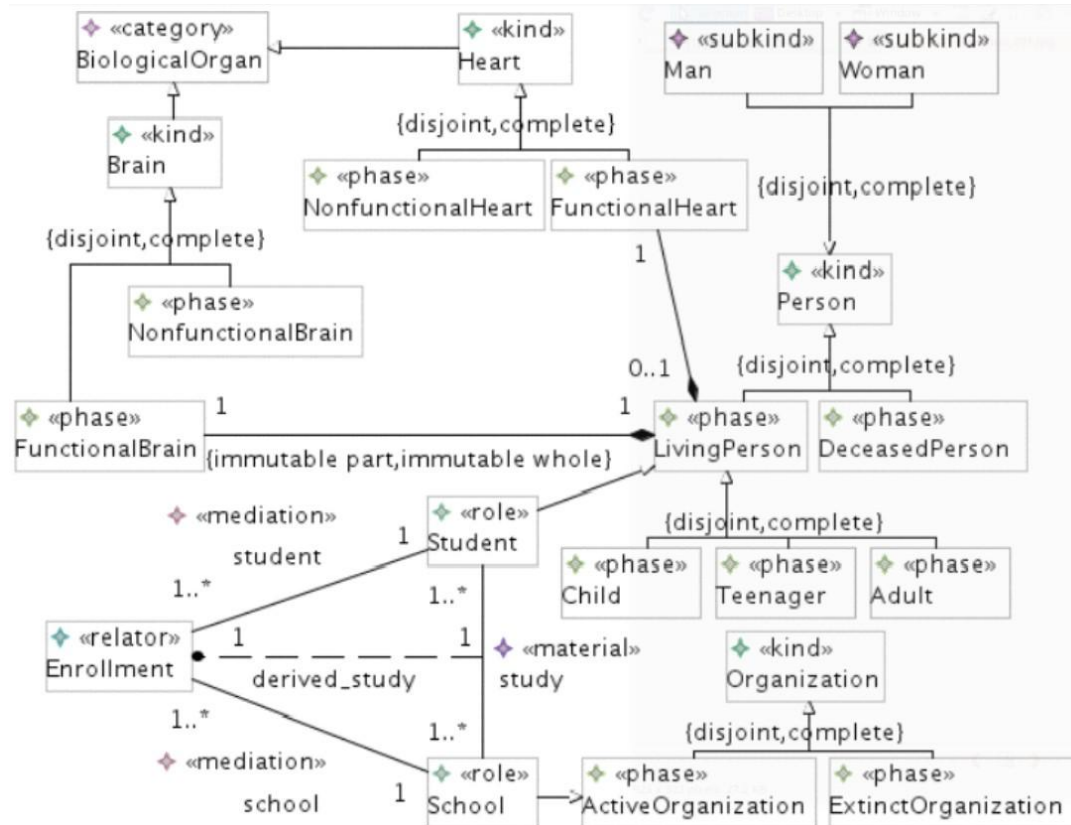 «category»
BiologicalOrgan
«kind»
Heart
«subkind»
Man
«subkind»
Woman
{disjoint,complete}
«kind»
Brain
«phase»
NonfunctionalHeart
«phase»
FunctionalHeart
{disjoint,complete}
{disjoint,complete}
1
«kind»
Person
«phase»
NonfunctionalBrain
{disjoint,complete}
0..1
«phase»
FunctionalBrain
1
1
{immutable part,immutable whole}
«phase»
LivingPerson
«phase»
DeceasedPerson
«mediation»
student
«role»
Student
1
{disjoint,complete}
«phase»
Child
«phase»
Teenager
«phase»
Adult
1..*
1..*
«relator»
Enrollment
1
1
derived_study
«material»
study
«kind»
Organization
1..*
1..*
{disjoint,complete}
«mediation»
school
1
«role»
School
«phase»
ActiveOrganization
«phase»
ExtinctOrganization